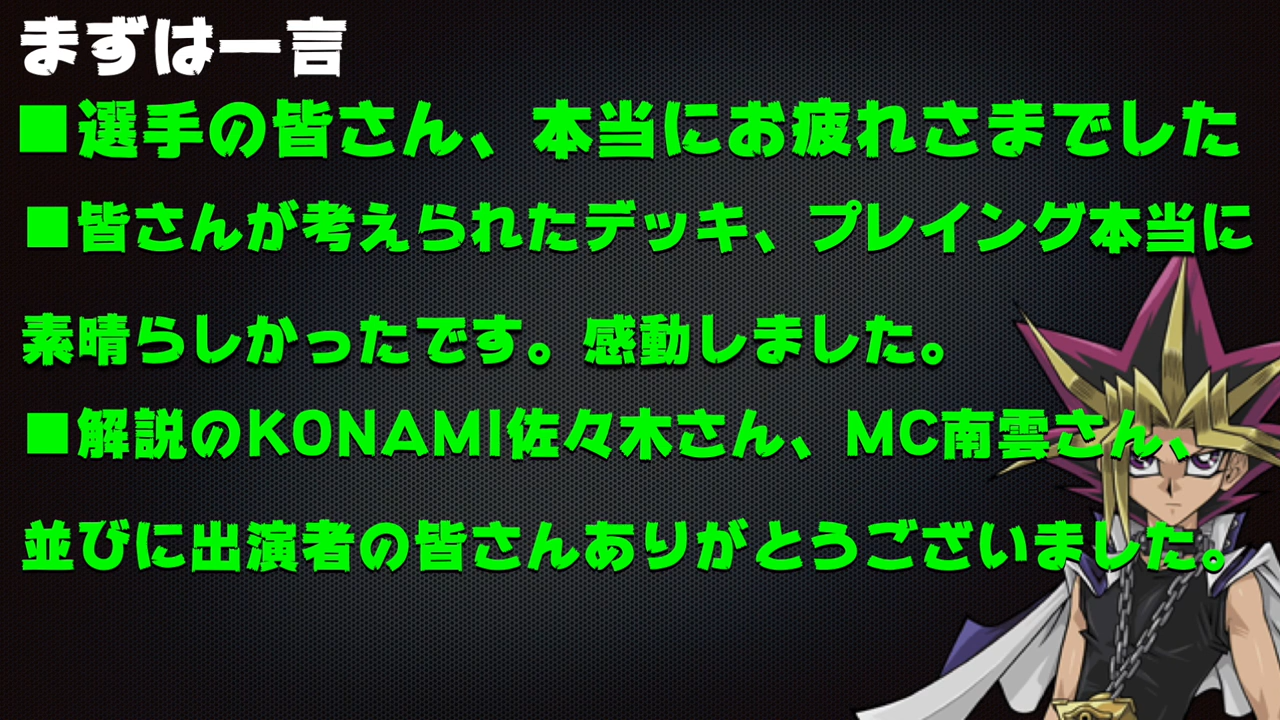 まずは一言
■選手の皆さん、本当にお疲れさまでした
■皆さんが考えられたデッキ、プレイング本当に
素晴らしかったです。感動しました。
■解説のKONAMI佐々木さん、MC南雲さん、
並びに出演者の皆さんありがとうございました。